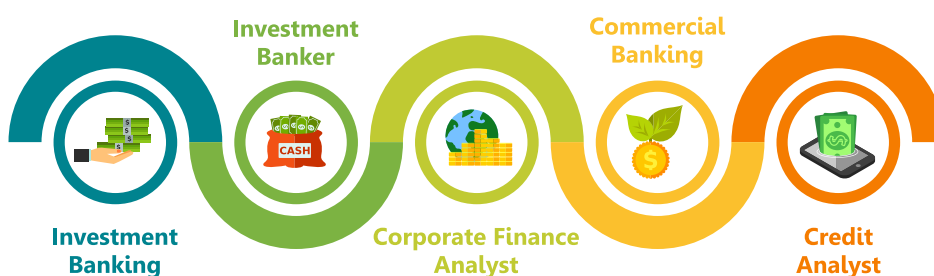 Investment
Banking
Investment
Banker
CASH
Corporate Finance
Analyst
Commercial
Banking
$
Credit
Analyst